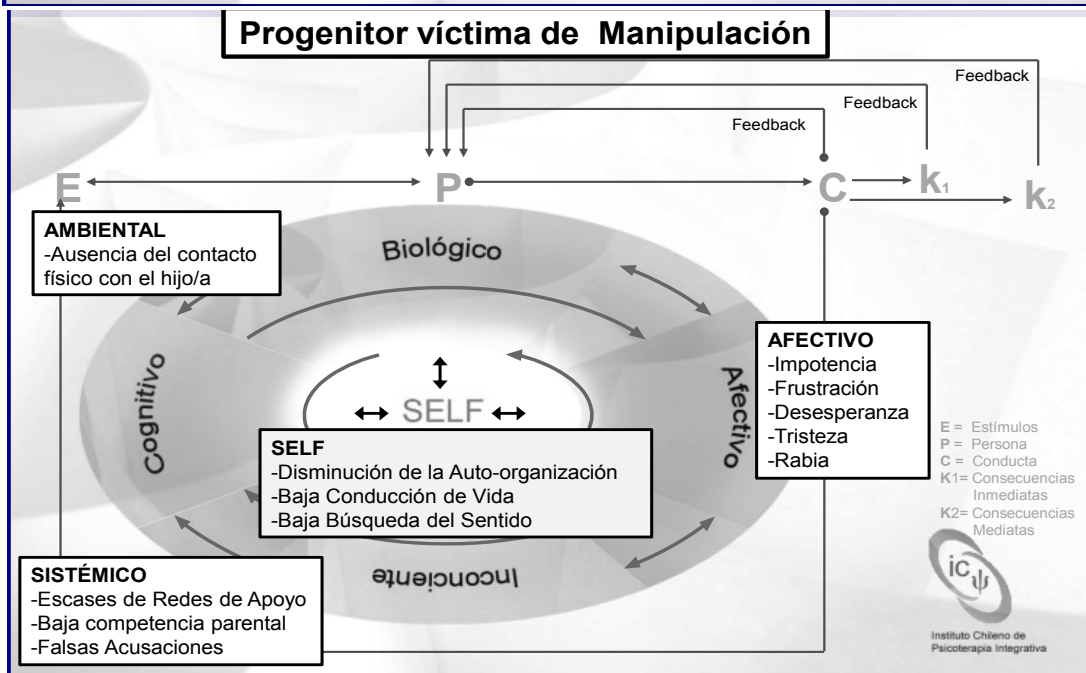 Progenitor víctima de Manipulación
Feedback
Feedback
Feedback
E
P
C
k1
k2
AMBIENTAL
-Ausencia del contacto
físico con el hijo/a
Biológico
Cognitivo
Afectivo
Inconciente
SELF
SELF
-Disminución de la Auto-organización
-Baja Conducción de Vida
-Baja Búsqueda del Sentido
AFECTIVO
-Impotencia
-Frustración
-Desesperanza
-Tristeza
-Rabia
E = Estímulos
P = Persona
C = Conducta
K1= Consecuencias
Inmediatas
K2= Consecuencias
Mediatas
SISTÉMICO
-Escases de Redes de Apoyo
-Baja competencia parental
-Falsas Acusaciones
icψ
Instituto Chileno de
Psicoterapia Integrativa